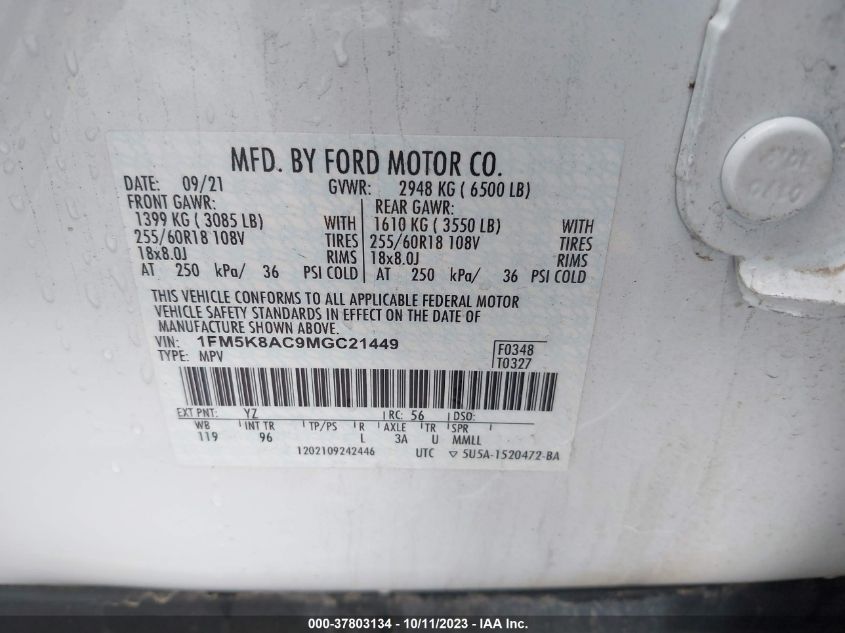 MFD. BY FORD MOTOR CO.
DATE: 09/21 GVWR: 2948 KG ( 6500 LB)
FRONT GAWR: REAR GAWR:
1399 KG ( 3085 LB) WITH 1610 KG ( 3550 LB) WITH
255/60R18 108V TIRES 255/60R18 108V TIRES
18x8.0J RIMS 18x8.0J RIMS
AT 250 kPa/ 36 PSI COLD AT 250 kPa/ 36 PSI COLD
THIS VEHICLE CONFORMS TO ALL APPLICABLE FEDERAL MOTOR
VEHICLE SAFETY STANDARDS IN EFFECT ON THE DATE OF
MANUFACTURE SHOWN ABOVE.
VIN: 1FM5K8AC9MGC21449
TYPE: MPV
F0348
T0327
EXT PNT: YZ RC: 56 DSO:
WB INT TR TP/PS R AXLE TR SPR
119 96 L 3A U MMLL
1202109242446 UTC ▽ 5U5A-1520472-BA
000-37803134 - 10/11/2023 - IAA Inc.